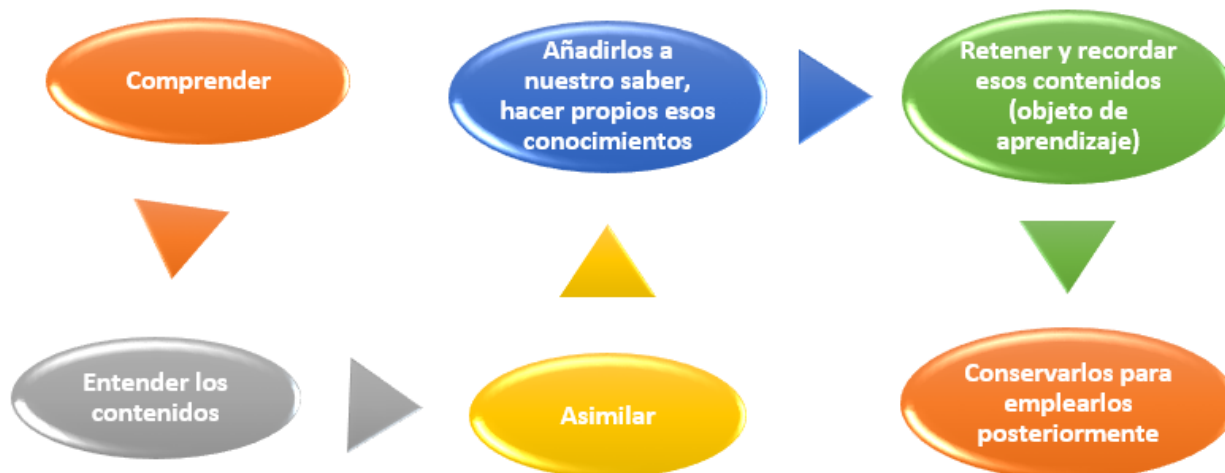 Comprender
Entender los
contenidos
Asimilar
Añadirlos a
nuestro saber,
hacer propios esos
conocimientos
Retener y recordar
esos contenidos
(objeto de
aprendizaje)
Conservarlos para
emplearlos
posteriormente